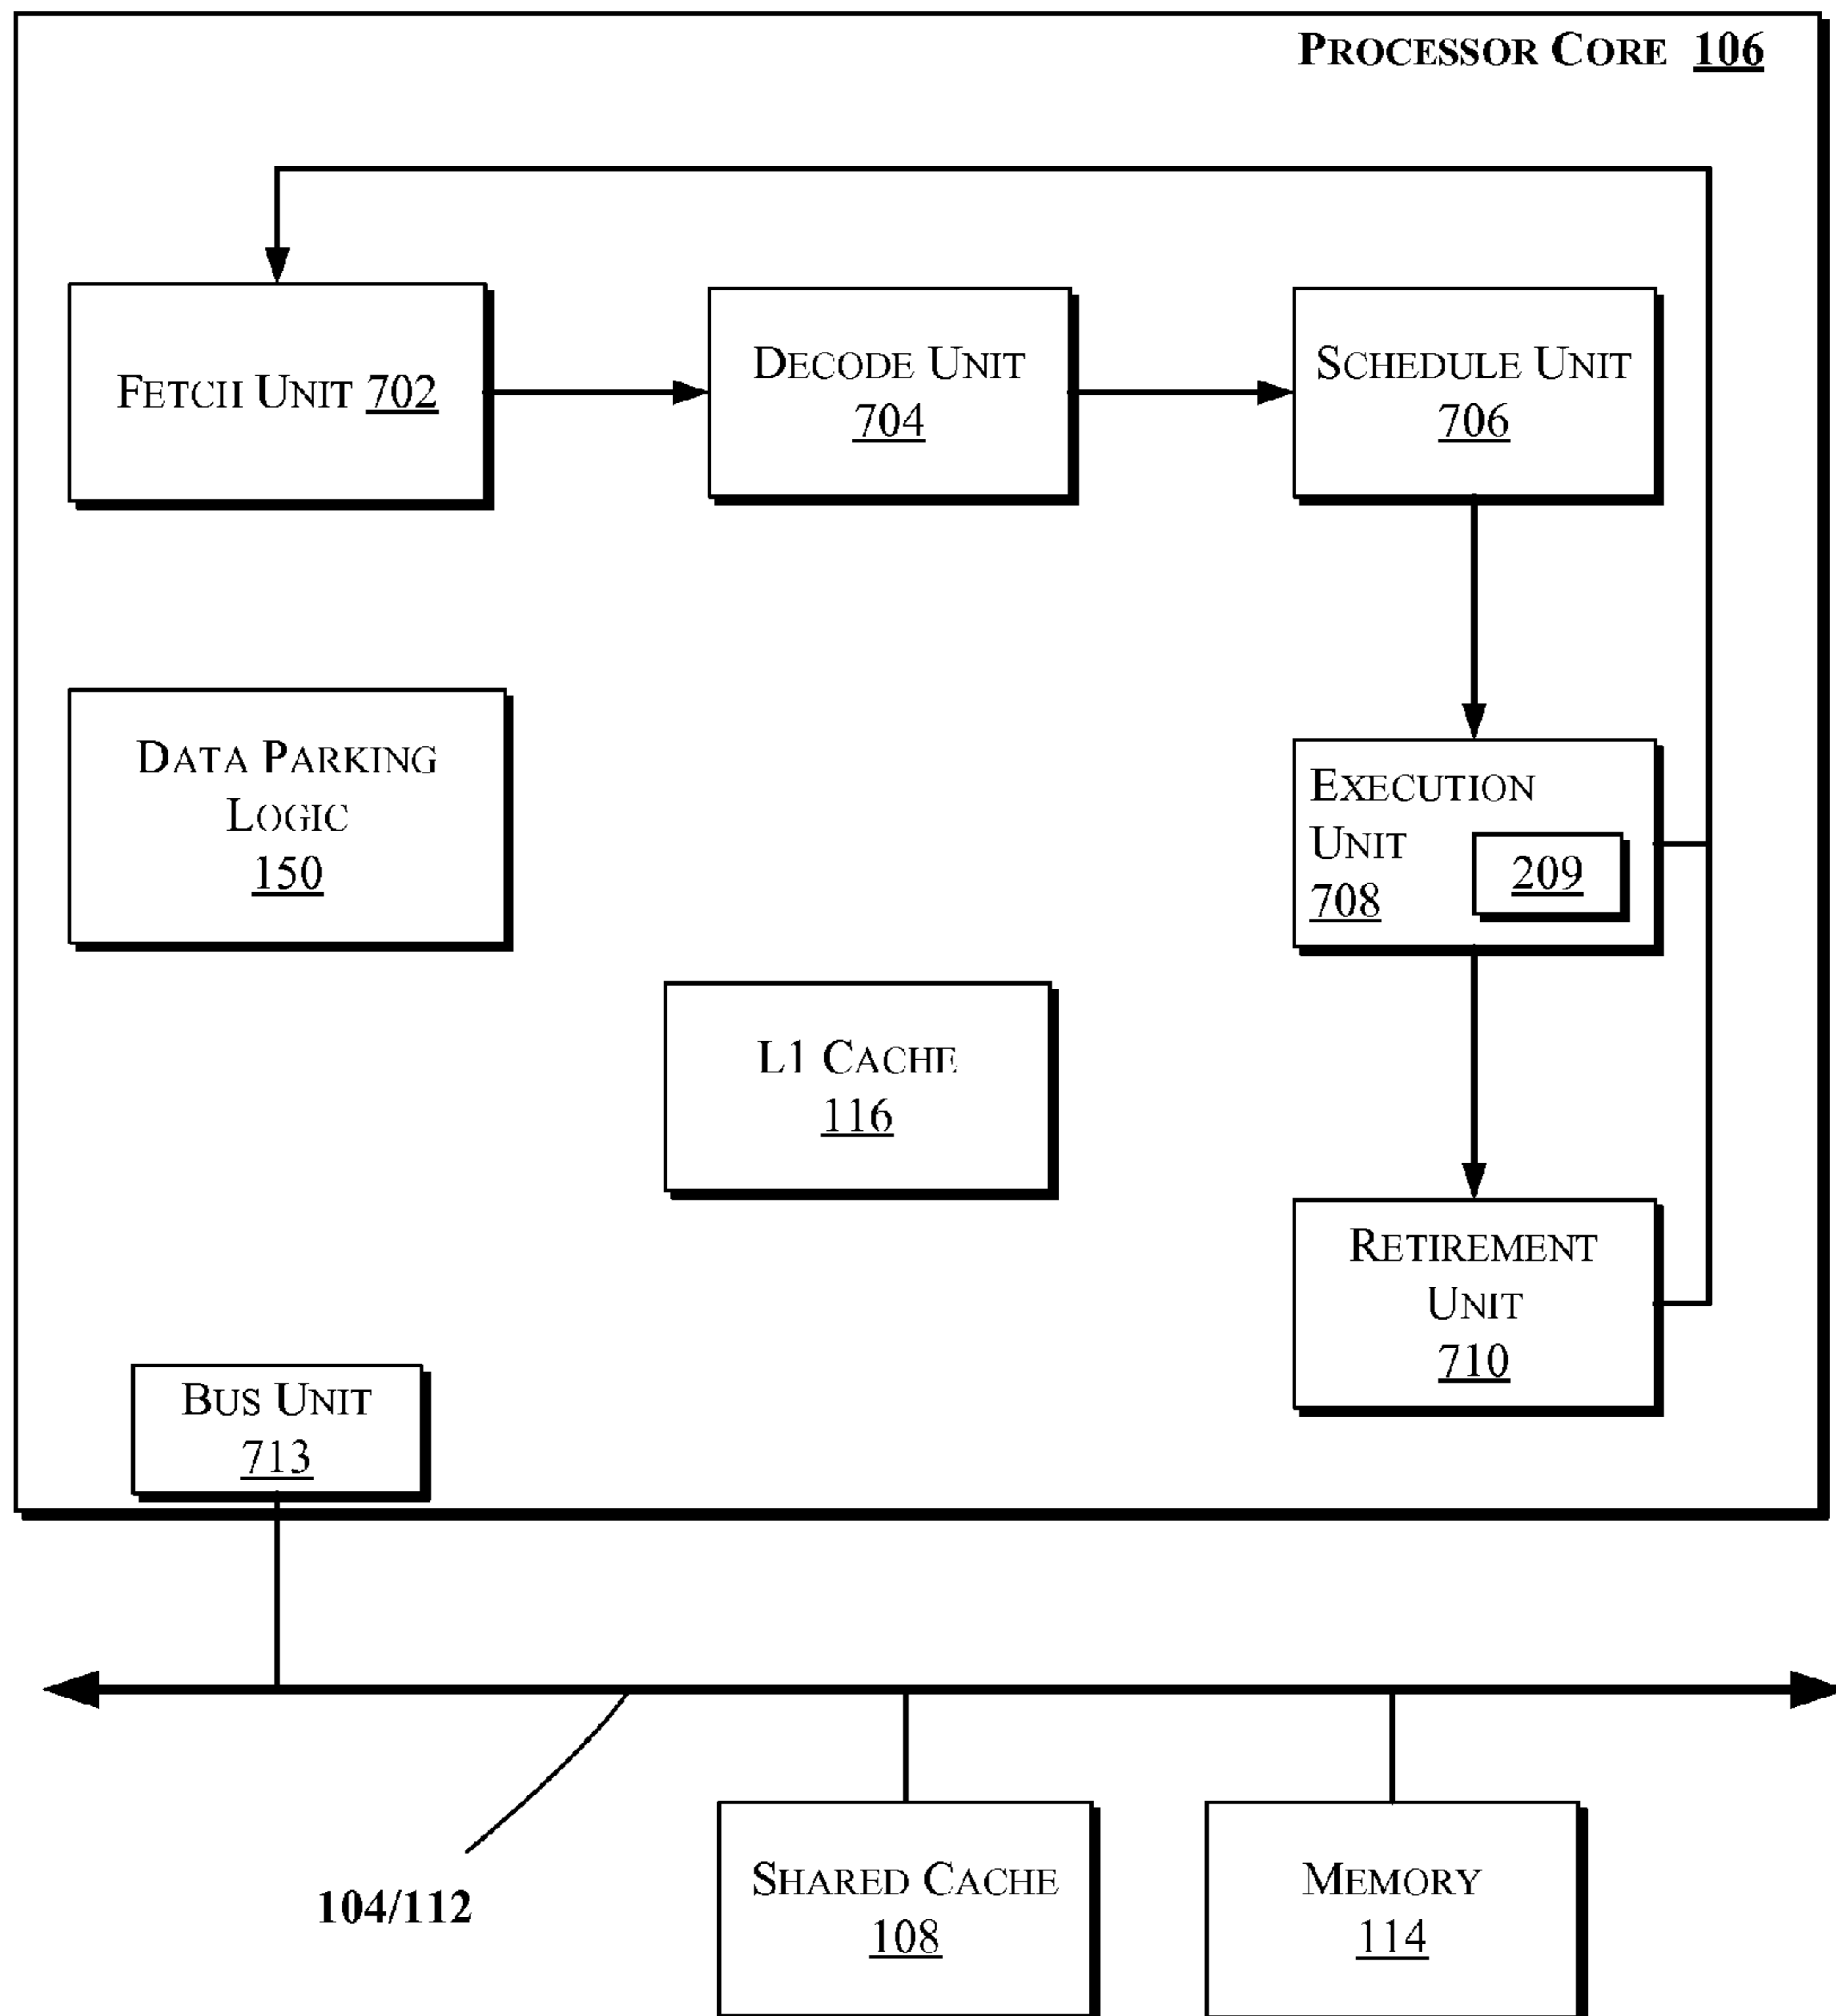 PROCESSOR CORE 106
FETCH UNIT 702
DECODE UNIT
704
SCHEDULE UNIT
706
DATA PARKING
LOGIC
150
EXECUTION
UNIT
708
209
L1 CACHE
116
RETIREMENT
UNIT
710
BUS UNIT
713
104/112
SHARED CACHE
108
MEMORY
114